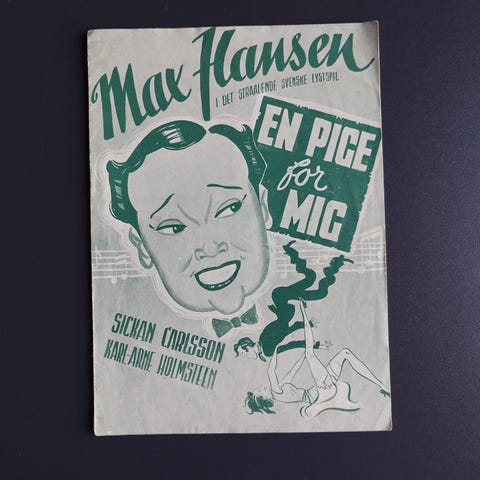 Max Hansen
I DET STRAALENDE SVENSKE LYSTSPIL
EN PIGE
for
MIG
SICKAN CARLSSON
KARL-ARNE HOLMSTEEN